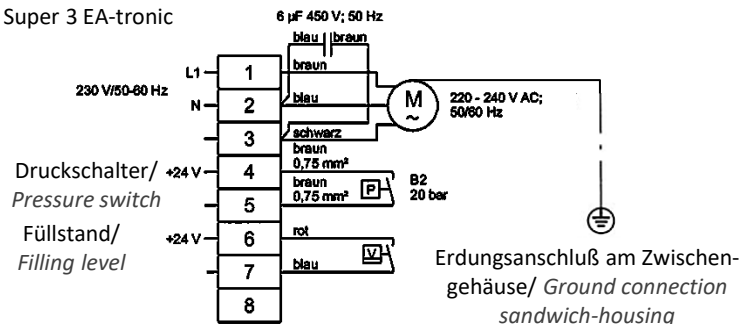 Super 3 EA-tronic
6 µF 450 V; 50 Hz
blau braun
L1 1 braun
230 V/50-60 Hz
N 2 blau
M
~
220 - 240 V AC;
50/60 Hz
3 schwarz
braun
0,75 mm²
Druckschalter/ +24 V 4
Pressure switch
braun
0,75 mm²
5
P
B2
20 bar
Füllstand/
Filling level
+24 V 6 rot
V
7 blau
8
Erdungsanschluß am Zwischen-
gehäuse/ Ground connection
sandwich-housing